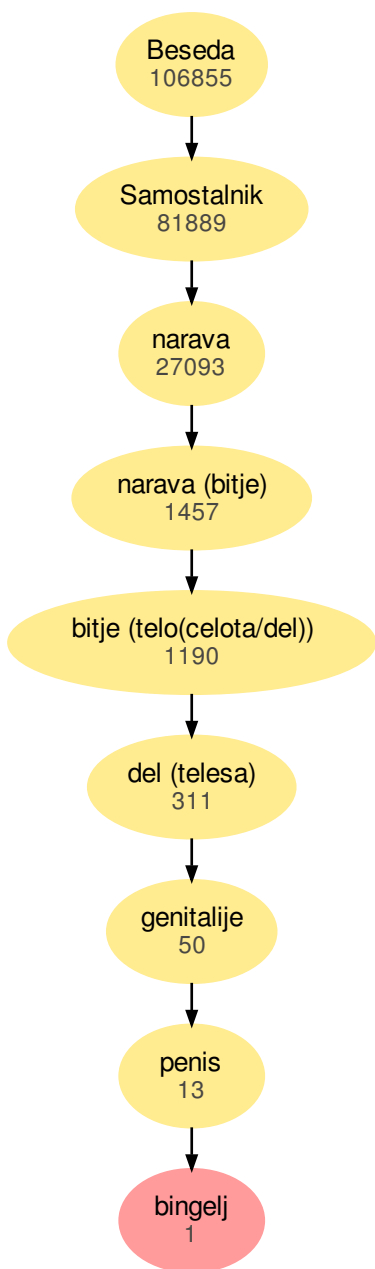 Beseda
106855
Samostalnik
81889
narava
27093
narava (bitje)
1457
bitje (telo(celota/del))
1190
del (telesa)
311
genitalije
50
penis
13
bingelj
1